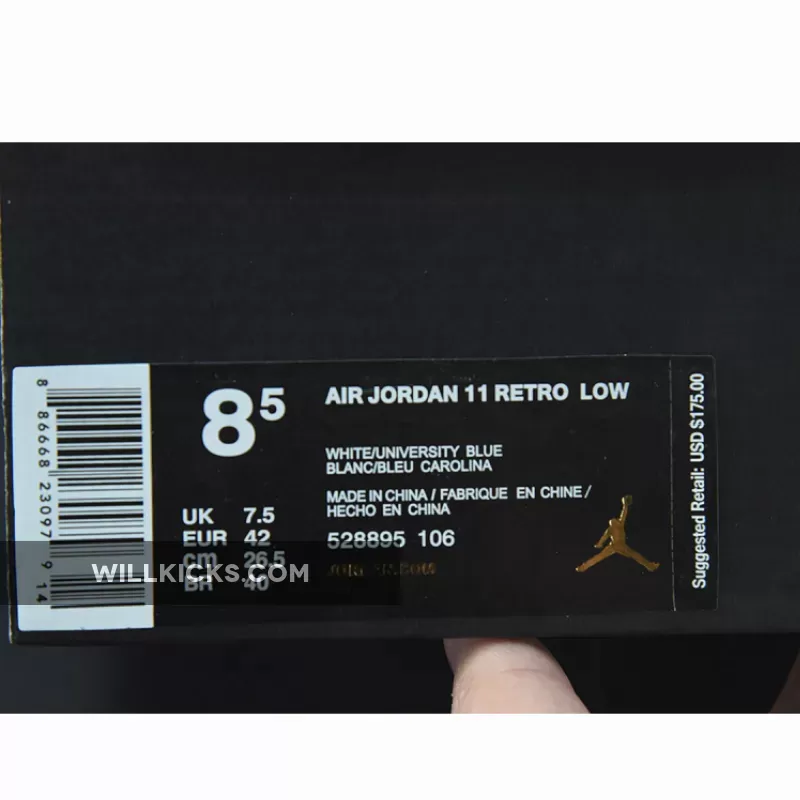 8 86668 23097 9 14
8⁵
AIR JORDAN 11 RETRO LOW
WHITE/UNIVERSITY BLUE
BLANC/BLEU CAROLINA
MADE IN CHINA / FABRIQUE EN CHINE /
HECHO EN CHINA
UK 7.5
EUR 42
cm 26.5
BR 40
528895 106
Suggested Retail: USD $175.00
WILLKICKS.COM